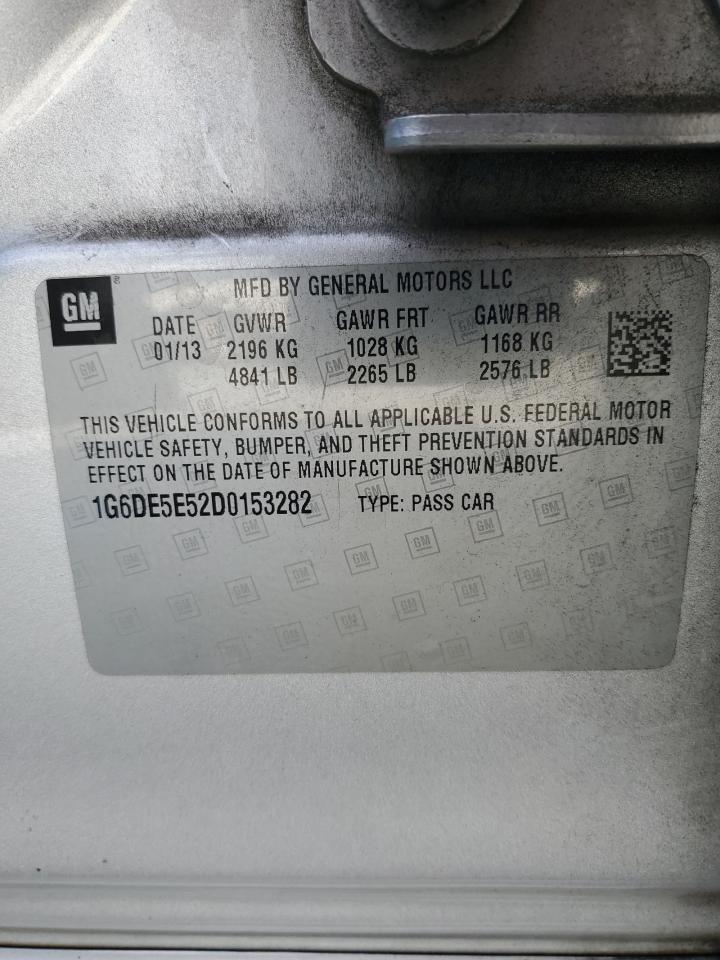 GM
MFD BY GENERAL MOTORS LLC
DATE GVWR GAWR FRT GAWR RR
01/13 2196 KG 1028 KG 1168 KG
4841 LB 2265 LB 2576 LB
THIS VEHICLE CONFORMS TO ALL APPLICABLE U.S. FEDERAL MOTOR
VEHICLE SAFETY, BUMPER, AND THEFT PREVENTION STANDARDS IN
EFFECT ON THE DATE OF MANUFACTURE SHOWN ABOVE.
1G6DE5E52D0153282 TYPE: PASS CAR